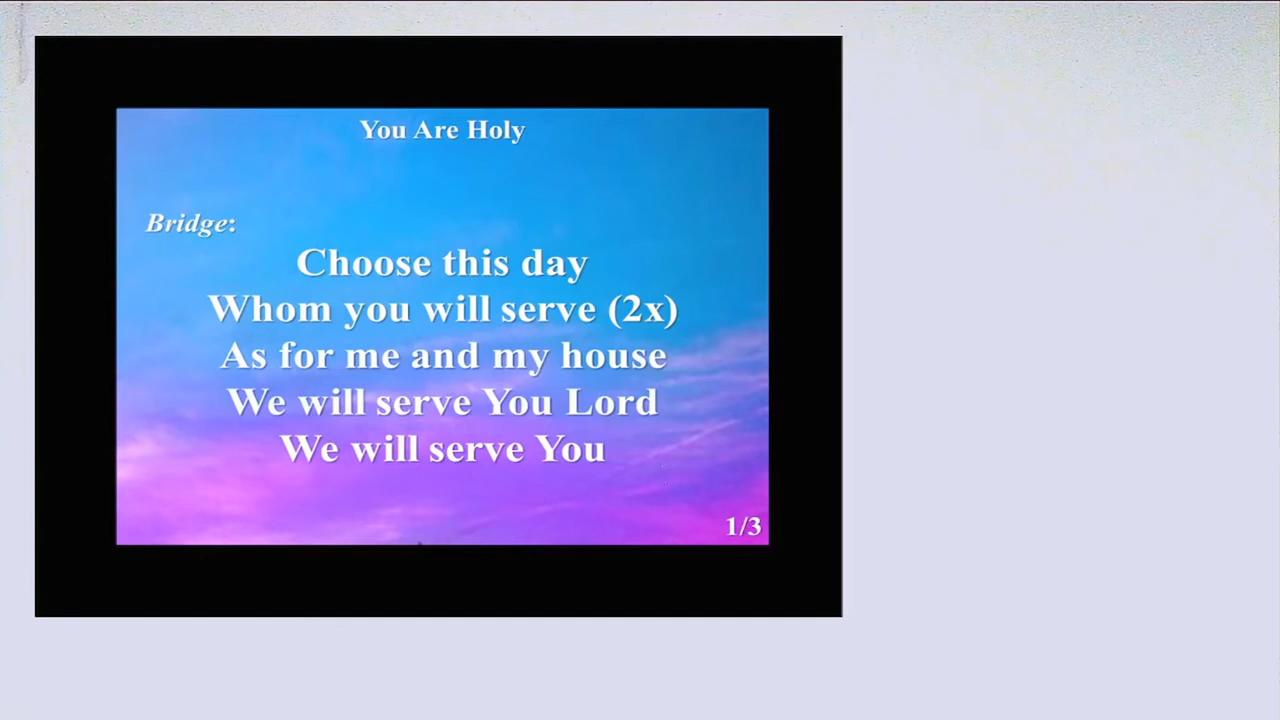 You Are Holy
Bridge:
Choose this day
Whom you will serve (2x)
As for me and my house
We will serve You Lord
We will serve You
1/3